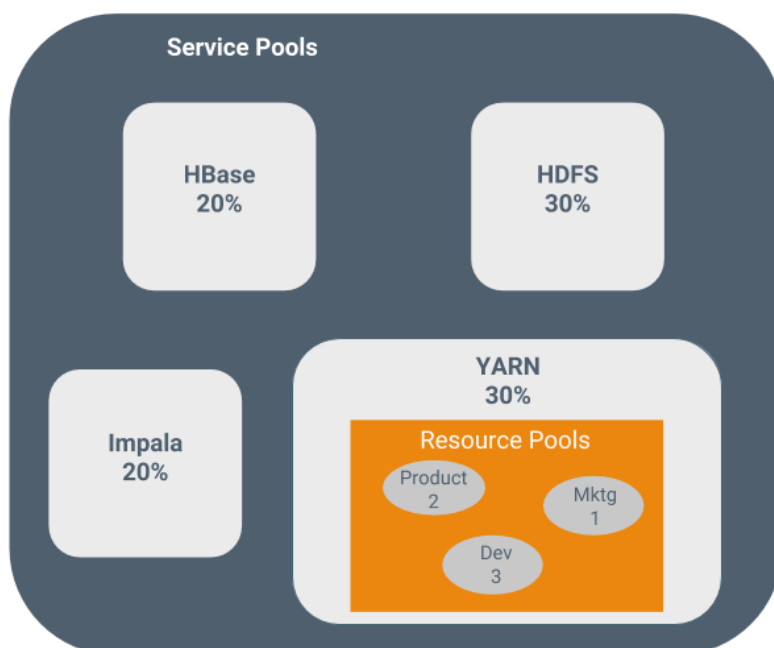 Service Pools
HBase
20%
HDFS
30%
Impala
20%
YARN
30%
Resource Pools
Product
2
Mktg
1
Dev
3